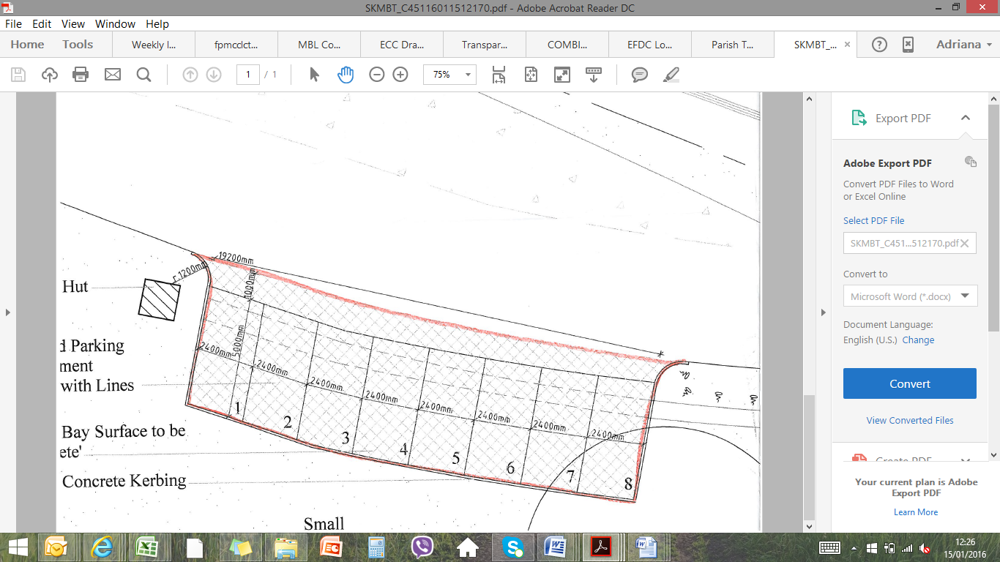 SKMBT_C45116011512170.pdf - Adobe Acrobat Reader DC
File Edit View Window Help
Home Tools Weekly l... fpmcclct... MBL Co... ECC Dra... Transpar... COMBI... EFDC Lo... Parish T... SKMBT_... × Adriana
1 / 1 75%
19200mm
1200mm
1000mm
5000mm
Hut
d Parking
ment
with Lines
Bay Surface to be
ete'
Concrete Kerbing
Small
2400mm
2400mm
2400mm
2400mm
2400mm
2400mm
2400mm
2400mm
1
2
3
4
5
6
7
8
Export PDF
Adobe Export PDF
Convert PDF Files to Word
or Excel Online
Select PDF File
SKMBT_C451...512170.pdf
Convert to
Microsoft Word (*.docx)
Document Language:
English (U.S.) Change
Convert
View Converted Files
Create PDF
Your current plan is Adobe
Export PDF
Learn More
12:26
15/01/2016